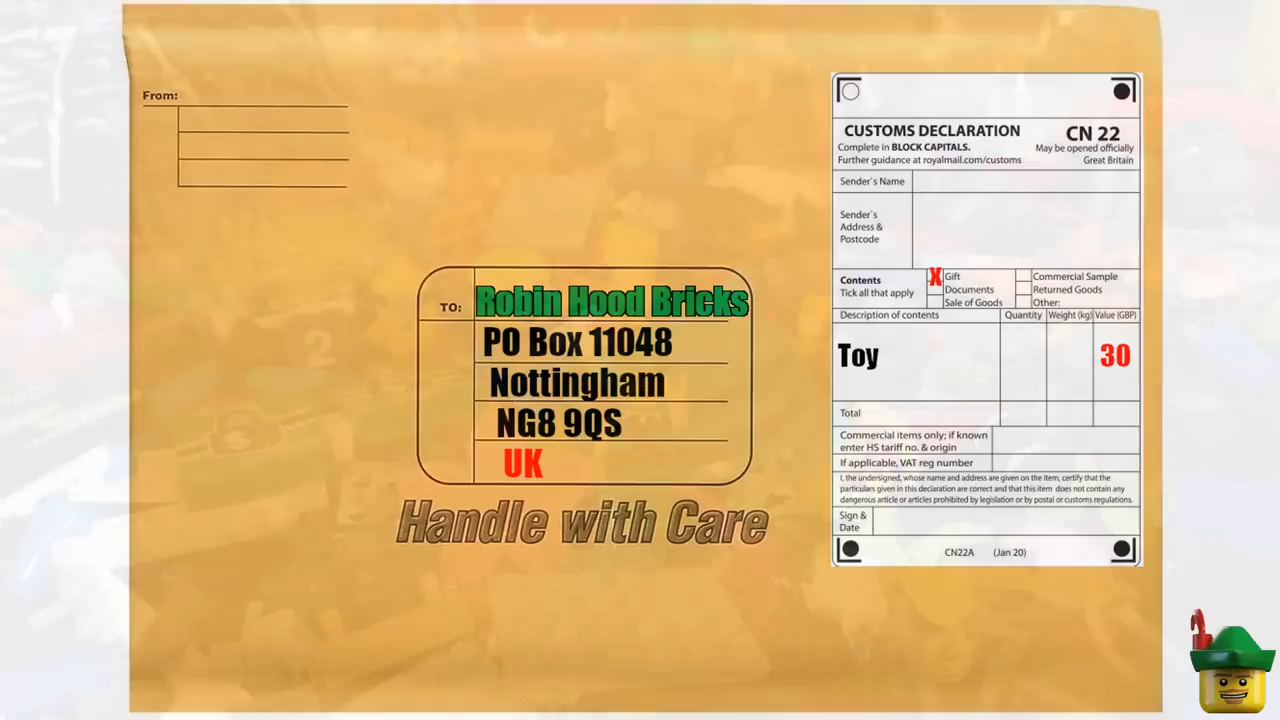 From:
TO: Robin Hood Bricks
PO Box 11048
Nottingham
NG8 9QS
UK
Handle with Care
CUSTOMS DECLARATION CN 22
Complete in BLOCK CAPITALS. May be opened officially
Further guidance at royalmail.com/customs Great Britain
Sender`s Name
Sender`s
Address &
Postcode
Contents X Gift Commercial Sample
Tick all that apply Documents Returned Goods
Sale of Goods Other:
Description of contents Quantity Weight (kg) Value (GBP)
Toy 30
Total
Commercial items only; if known
enter HS tariff no. & origin
If applicable, VAT reg number
I, the undersigned, whose name and address are given on the item, certify that the
particulars given in this declaration are correct and that this item does not contain any
dangerous article or articles prohibited by legislation or by postal or customs regulations.
Sign &
Date
CN22A (Jan 20)